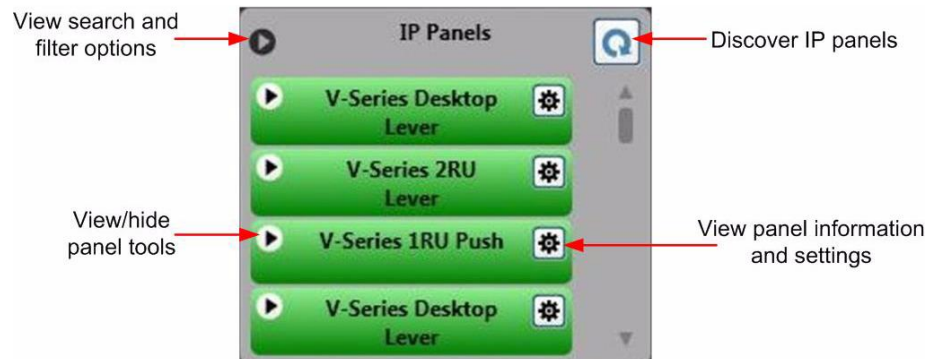 View search and
filter options
IP Panels
Discover IP panels
V-Series Desktop
Lever
V-Series 2RU
Lever
View/hide
panel tools
V-Series 1RU Push
View panel information
and settings
V-Series Desktop
Lever